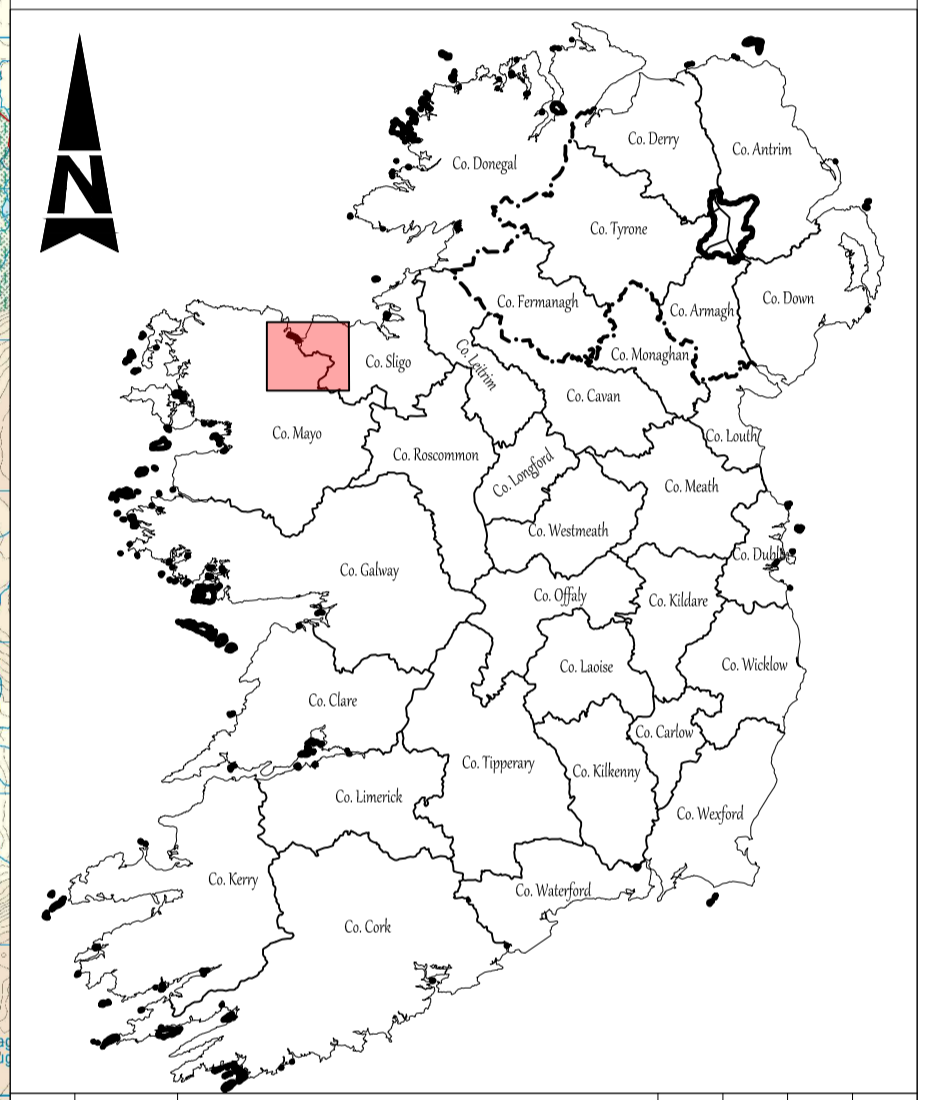 N
Co. Donegal
Co. Derry
Co. Antrim
Co. Tyrone
Co. Fermanagh
Co. Armagh
Co. Down
Co. Monaghan
Co. Sligo
Co. Leitrim
Co. Cavan
Co. Mayo
Co. Roscommon
Co. Longford
Co. Louth
Co. Meath
Co. Westmeath
Co. Dublin
Co. Galway
Co. Offaly
Co. Kildare
Co. Laoise
Co. Wicklow
Co. Clare
Co. Carlow
Co. Tipperary
Co. Kilkenny
Co. Limerick
Co. Wexford
Co. Kerry
Co. Waterford
Co. Cork